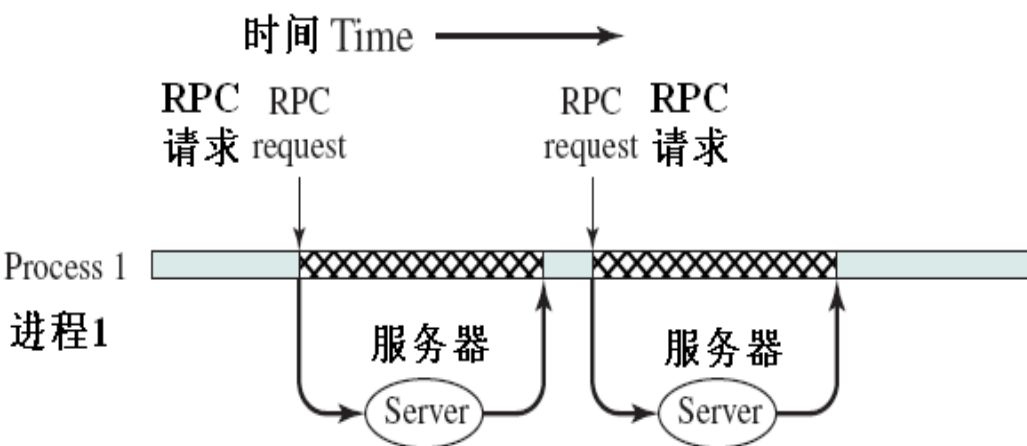 时间 Time
RPC RPC
请求 request
RPC RPC
request 请求
Process 1
进程1
服务器
Server
服务器
Server